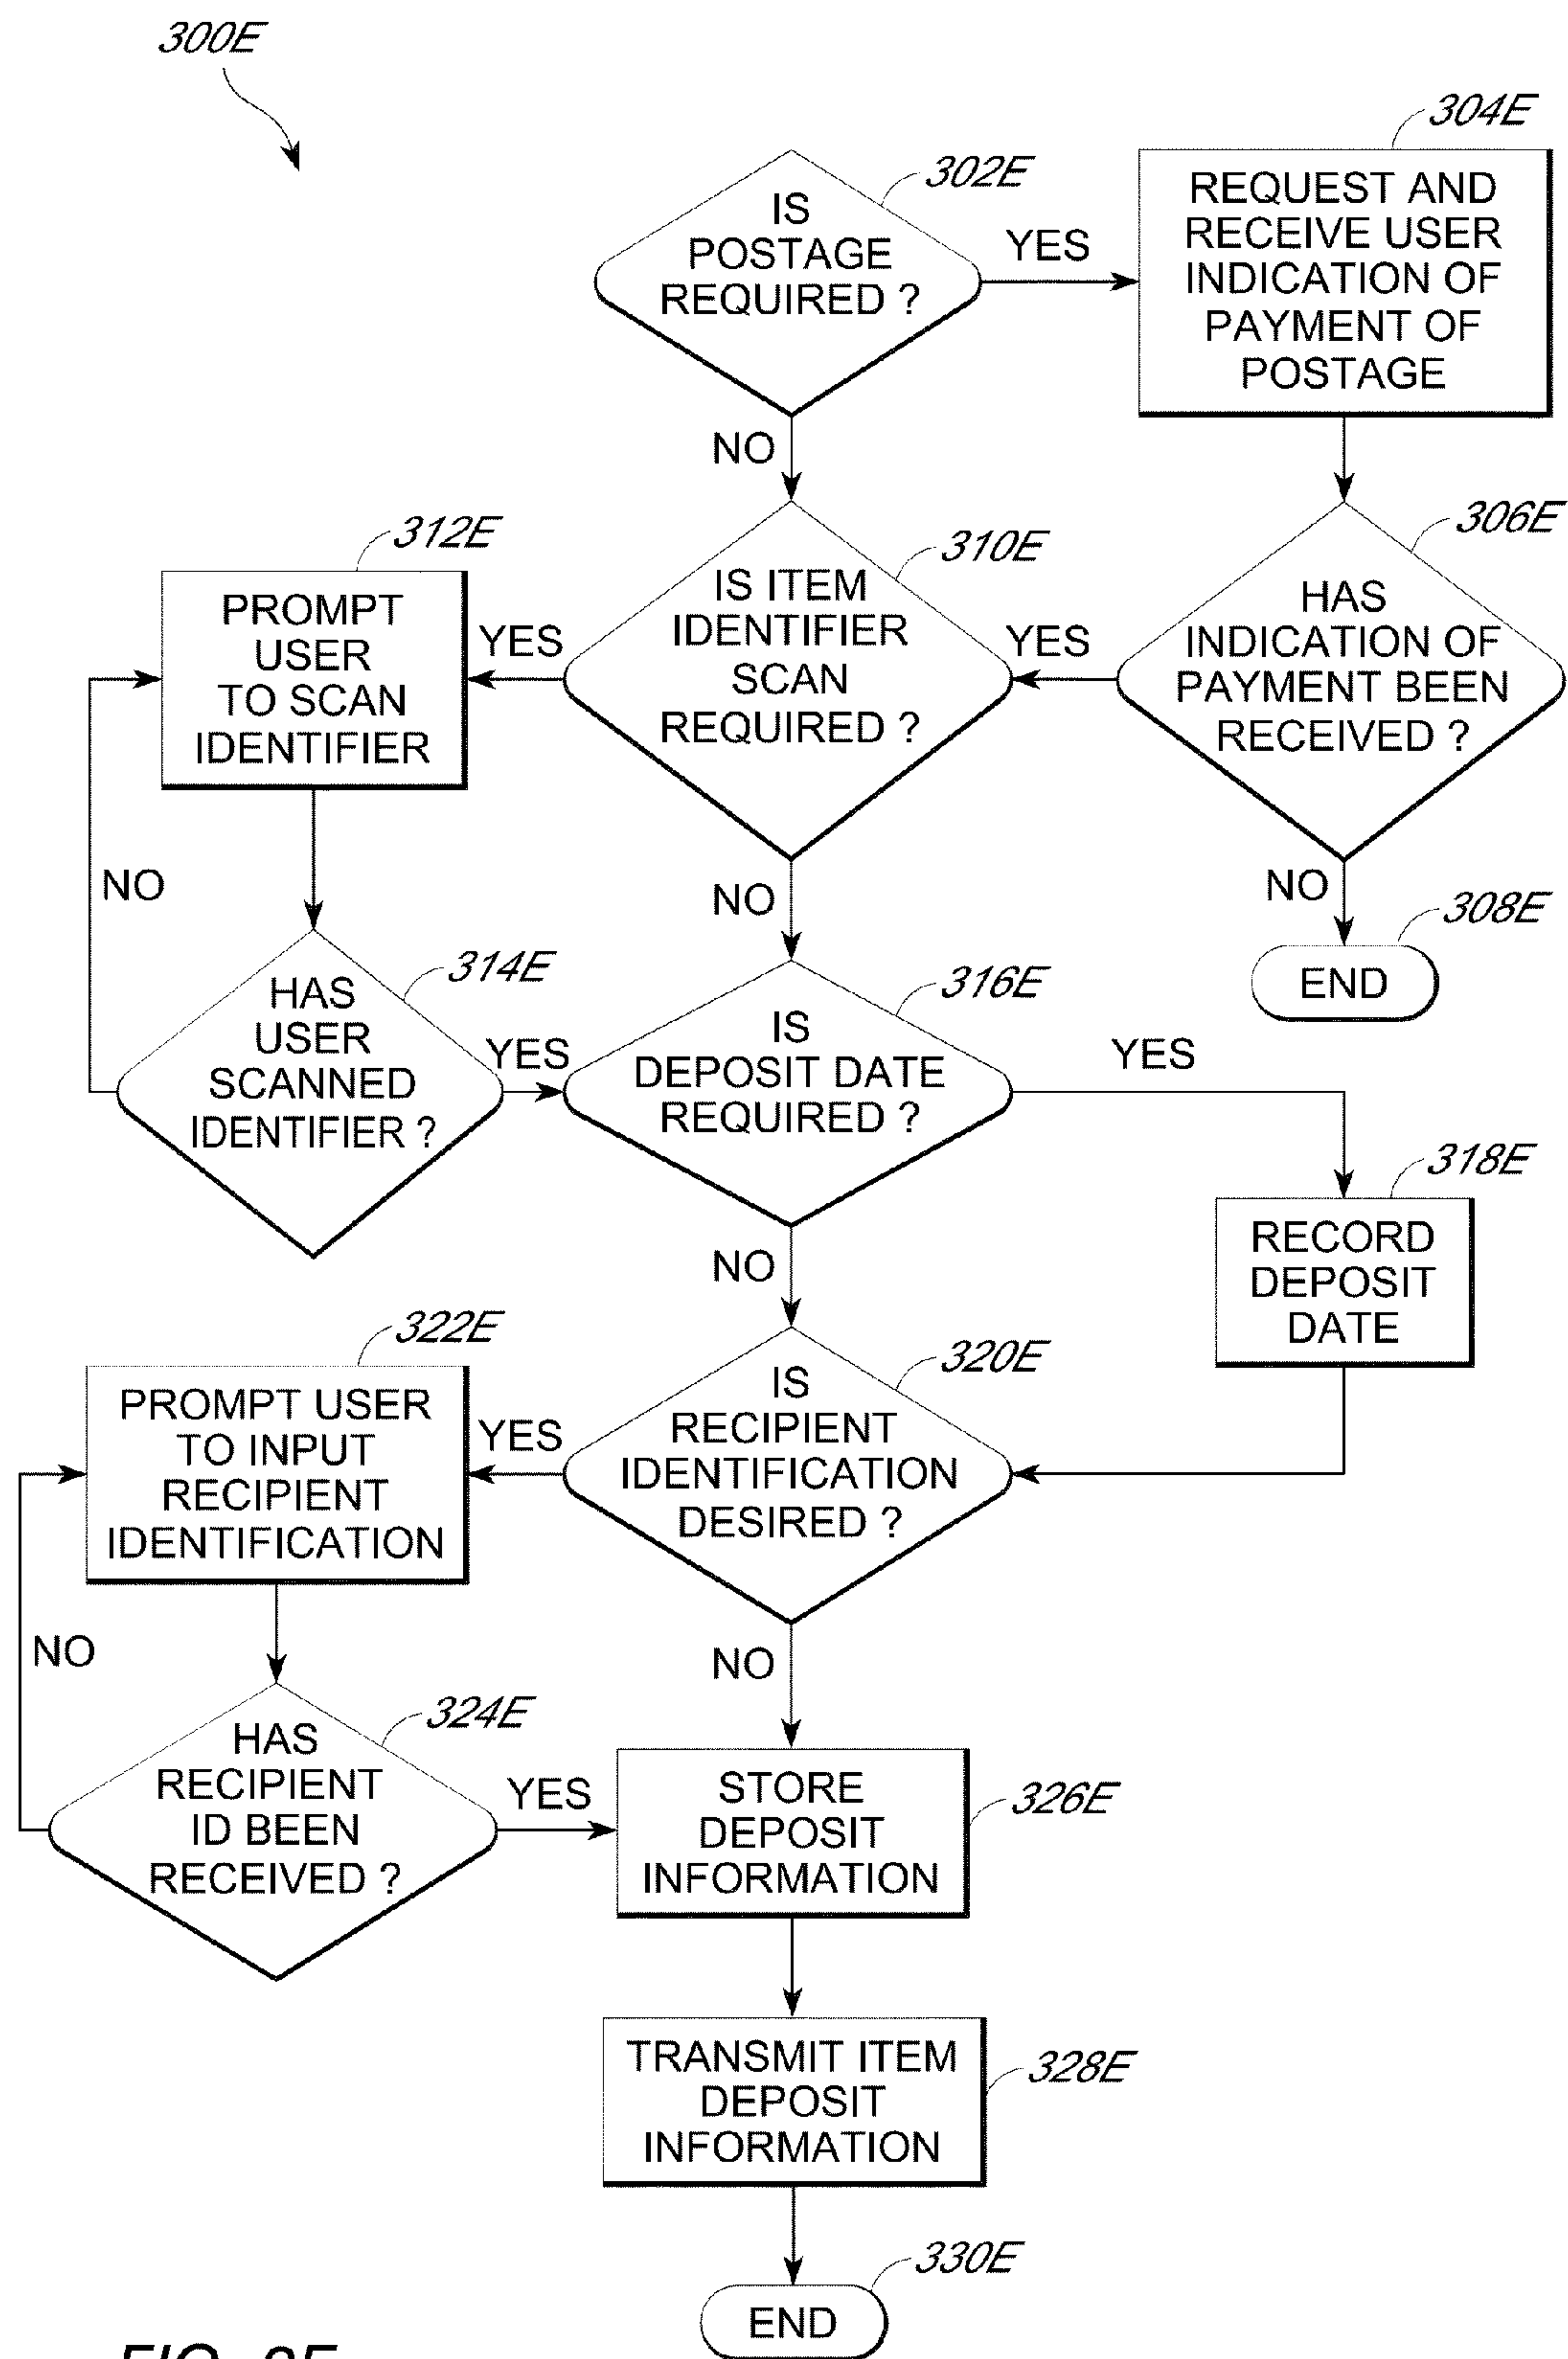 300E
302E
IS
POSTAGE
REQUIRED ?
YES
304E
REQUEST AND
RECEIVE USER
INDICATION OF
PAYMENT OF
POSTAGE
NO
306E
HAS
INDICATION OF
PAYMENT BEEN
RECEIVED ?
YES
NO
308E
END
310E
IS ITEM
IDENTIFIER
SCAN
REQUIRED ?
YES
NO
312E
PROMPT
USER
TO SCAN
IDENTIFIER
NO
314E
HAS
USER
SCANNED
IDENTIFIER ?
YES
316E
IS
DEPOSIT DATE
REQUIRED ?
YES
NO
318E
RECORD
DEPOSIT
DATE
320E
IS
RECIPIENT
IDENTIFICATION
DESIRED ?
YES
NO
322E
PROMPT USER
TO INPUT
RECIPIENT
IDENTIFICATION
NO
324E
HAS
RECIPIENT
ID BEEN
RECEIVED ?
YES
326E
STORE
DEPOSIT
INFORMATION
328E
TRANSMIT ITEM
DEPOSIT
INFORMATION
330E
END